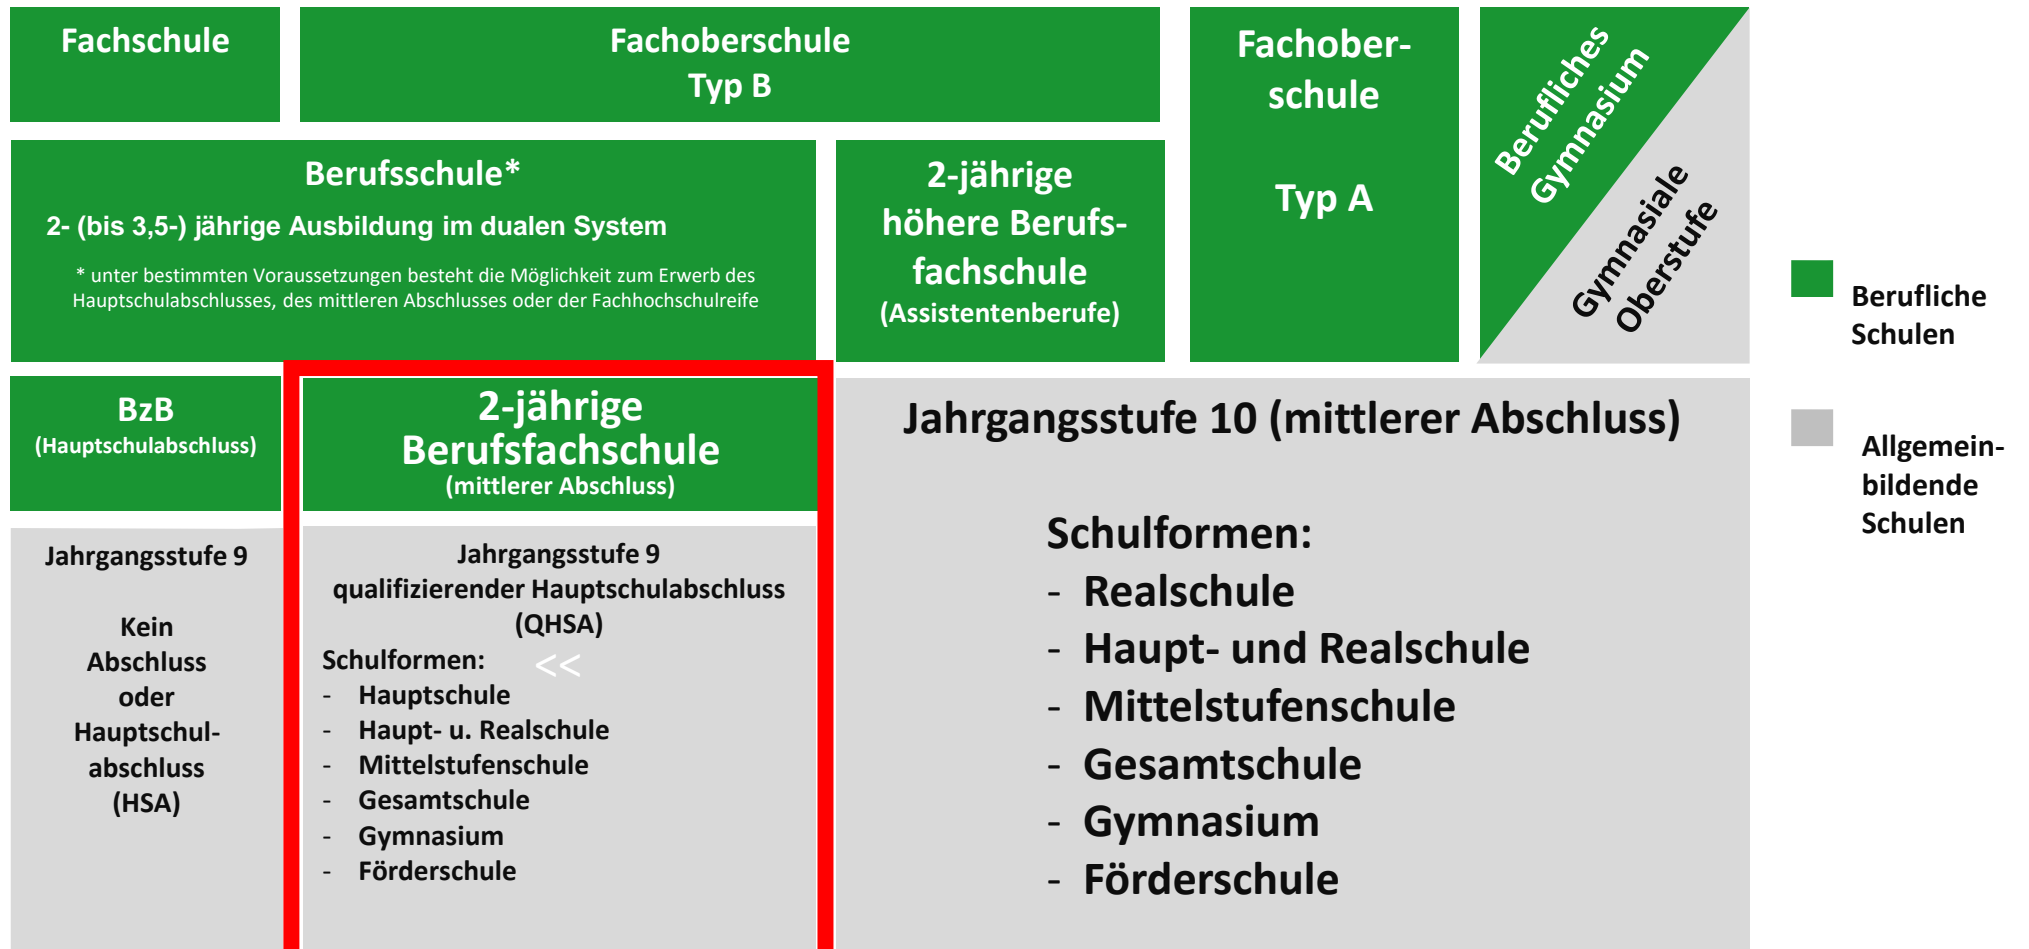 Fachschule
Fachoberschule
Typ B
Fachober-
schule
Typ A
Berufliches
Gymnasium
Gymnasiale
Oberstufe
Berufsschule*
2- (bis 3,5-) jährige Ausbildung im dualen System
* unter bestimmten Voraussetzungen besteht die Möglichkeit zum Erwerb des
Hauptschulabschlusses, des mittleren Abschlusses oder der Fachhochschulreife
2-jährige
höhere Berufs-
fachschule
(Assistentenberufe)
Berufliche
Schulen
Allgemein-
bildende
Schulen
BzB
(Hauptschulabschluss)
2-jährige
Berufsfachschule
(mittlerer Abschluss)
Jahrgangsstufe 10 (mittlerer Abschluss)
Schulformen:
- Realschule
- Haupt- und Realschule
- Mittelstufenschule
- Gesamtschule
- Gymnasium
- Förderschule
Jahrgangsstufe 9
Kein
Abschluss
oder
Hauptschul-
abschluss
(HSA)
Jahrgangsstufe 9
qualifizierender Hauptschulabschluss
(QHSA)
Schulformen: <<
- Hauptschule
- Haupt- u. Realschule
- Mittelstufenschule
- Gesamtschule
- Gymnasium
- Förderschule